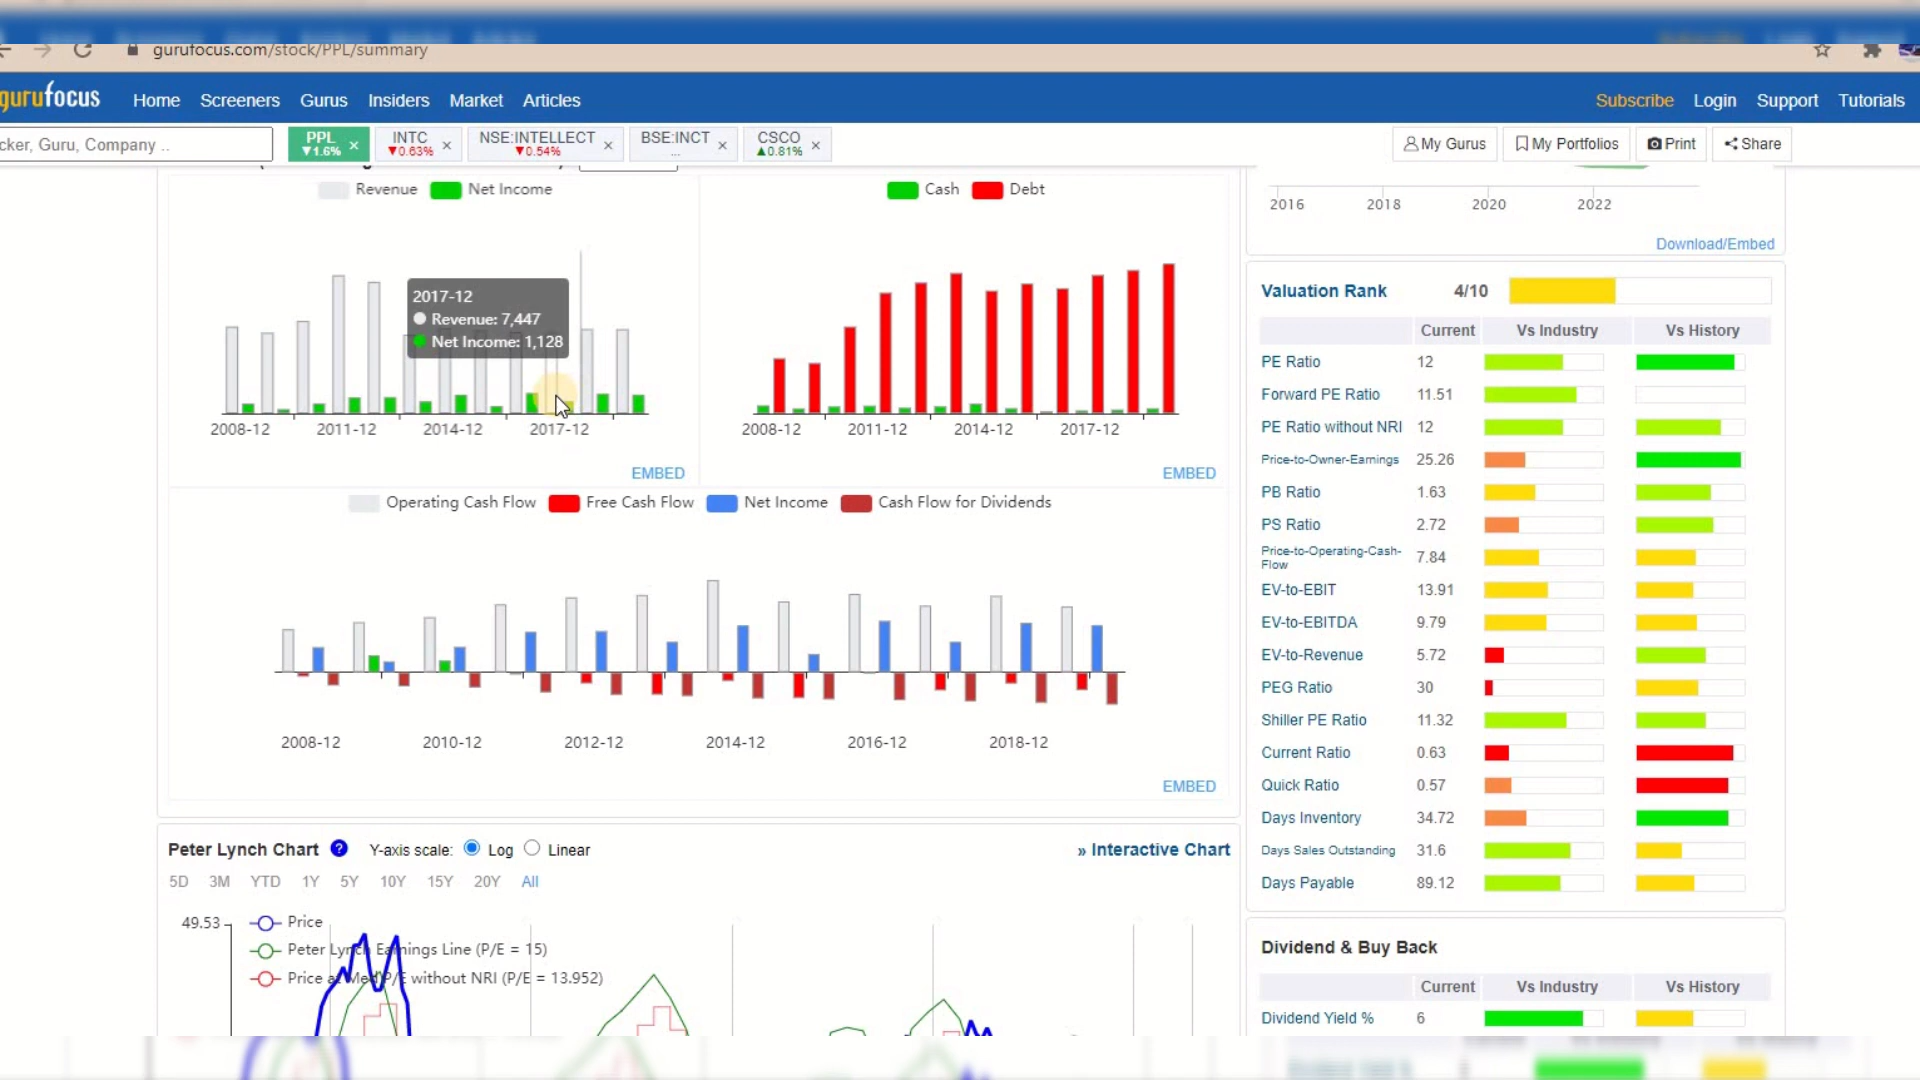 gurufocus.com/stock/PPL/summary
gurufocus Home Screeners Gurus Insiders Market Articles Subscribe Login Support Tutorials
cker, Guru, Company ..
PPL ▼1.6% ×
INTC ▼0.63% ×
NSE:INTELLECT ▼0.54% ×
BSE:INCT ... ×
CSCO ▲0.81% ×
My Gurus My Portfolios Print Share
Revenue Net Income
2017-12
Revenue: 7,447
Net Income: 1,128
2008-12 2011-12 2014-12 2017-12
EMBED
Cash Debt
2008-12 2011-12 2014-12 2017-12
EMBED
Operating Cash Flow Free Cash Flow Net Income Cash Flow for Dividends
2008-12 2010-12 2012-12 2014-12 2016-12 2018-12
EMBED
Peter Lynch Chart ? Y-axis scale: Log Linear » Interactive Chart
5D 3M YTD 1Y 5Y 10Y 15Y 20Y All
49.53
Price
Peter Lynch Earnings Line (P/E = 15)
Price at Med P/E without NRI (P/E = 13.952)
2016 2018 2020 2022
Download/Embed
Valuation Rank 4/10
Current Vs Industry Vs History
PE Ratio 12
Forward PE Ratio 11.51
PE Ratio without NRI 12
Price-to-Owner-Earnings 25.26
PB Ratio 1.63
PS Ratio 2.72
Price-to-Operating-Cash-
Flow 7.84
EV-to-EBIT 13.91
EV-to-EBITDA 9.79
EV-to-Revenue 5.72
PEG Ratio 30
Shiller PE Ratio 11.32
Current Ratio 0.63
Quick Ratio 0.57
Days Inventory 34.72
Days Sales Outstanding 31.6
Days Payable 89.12
Dividend & Buy Back
Current Vs Industry Vs History
Dividend Yield % 6